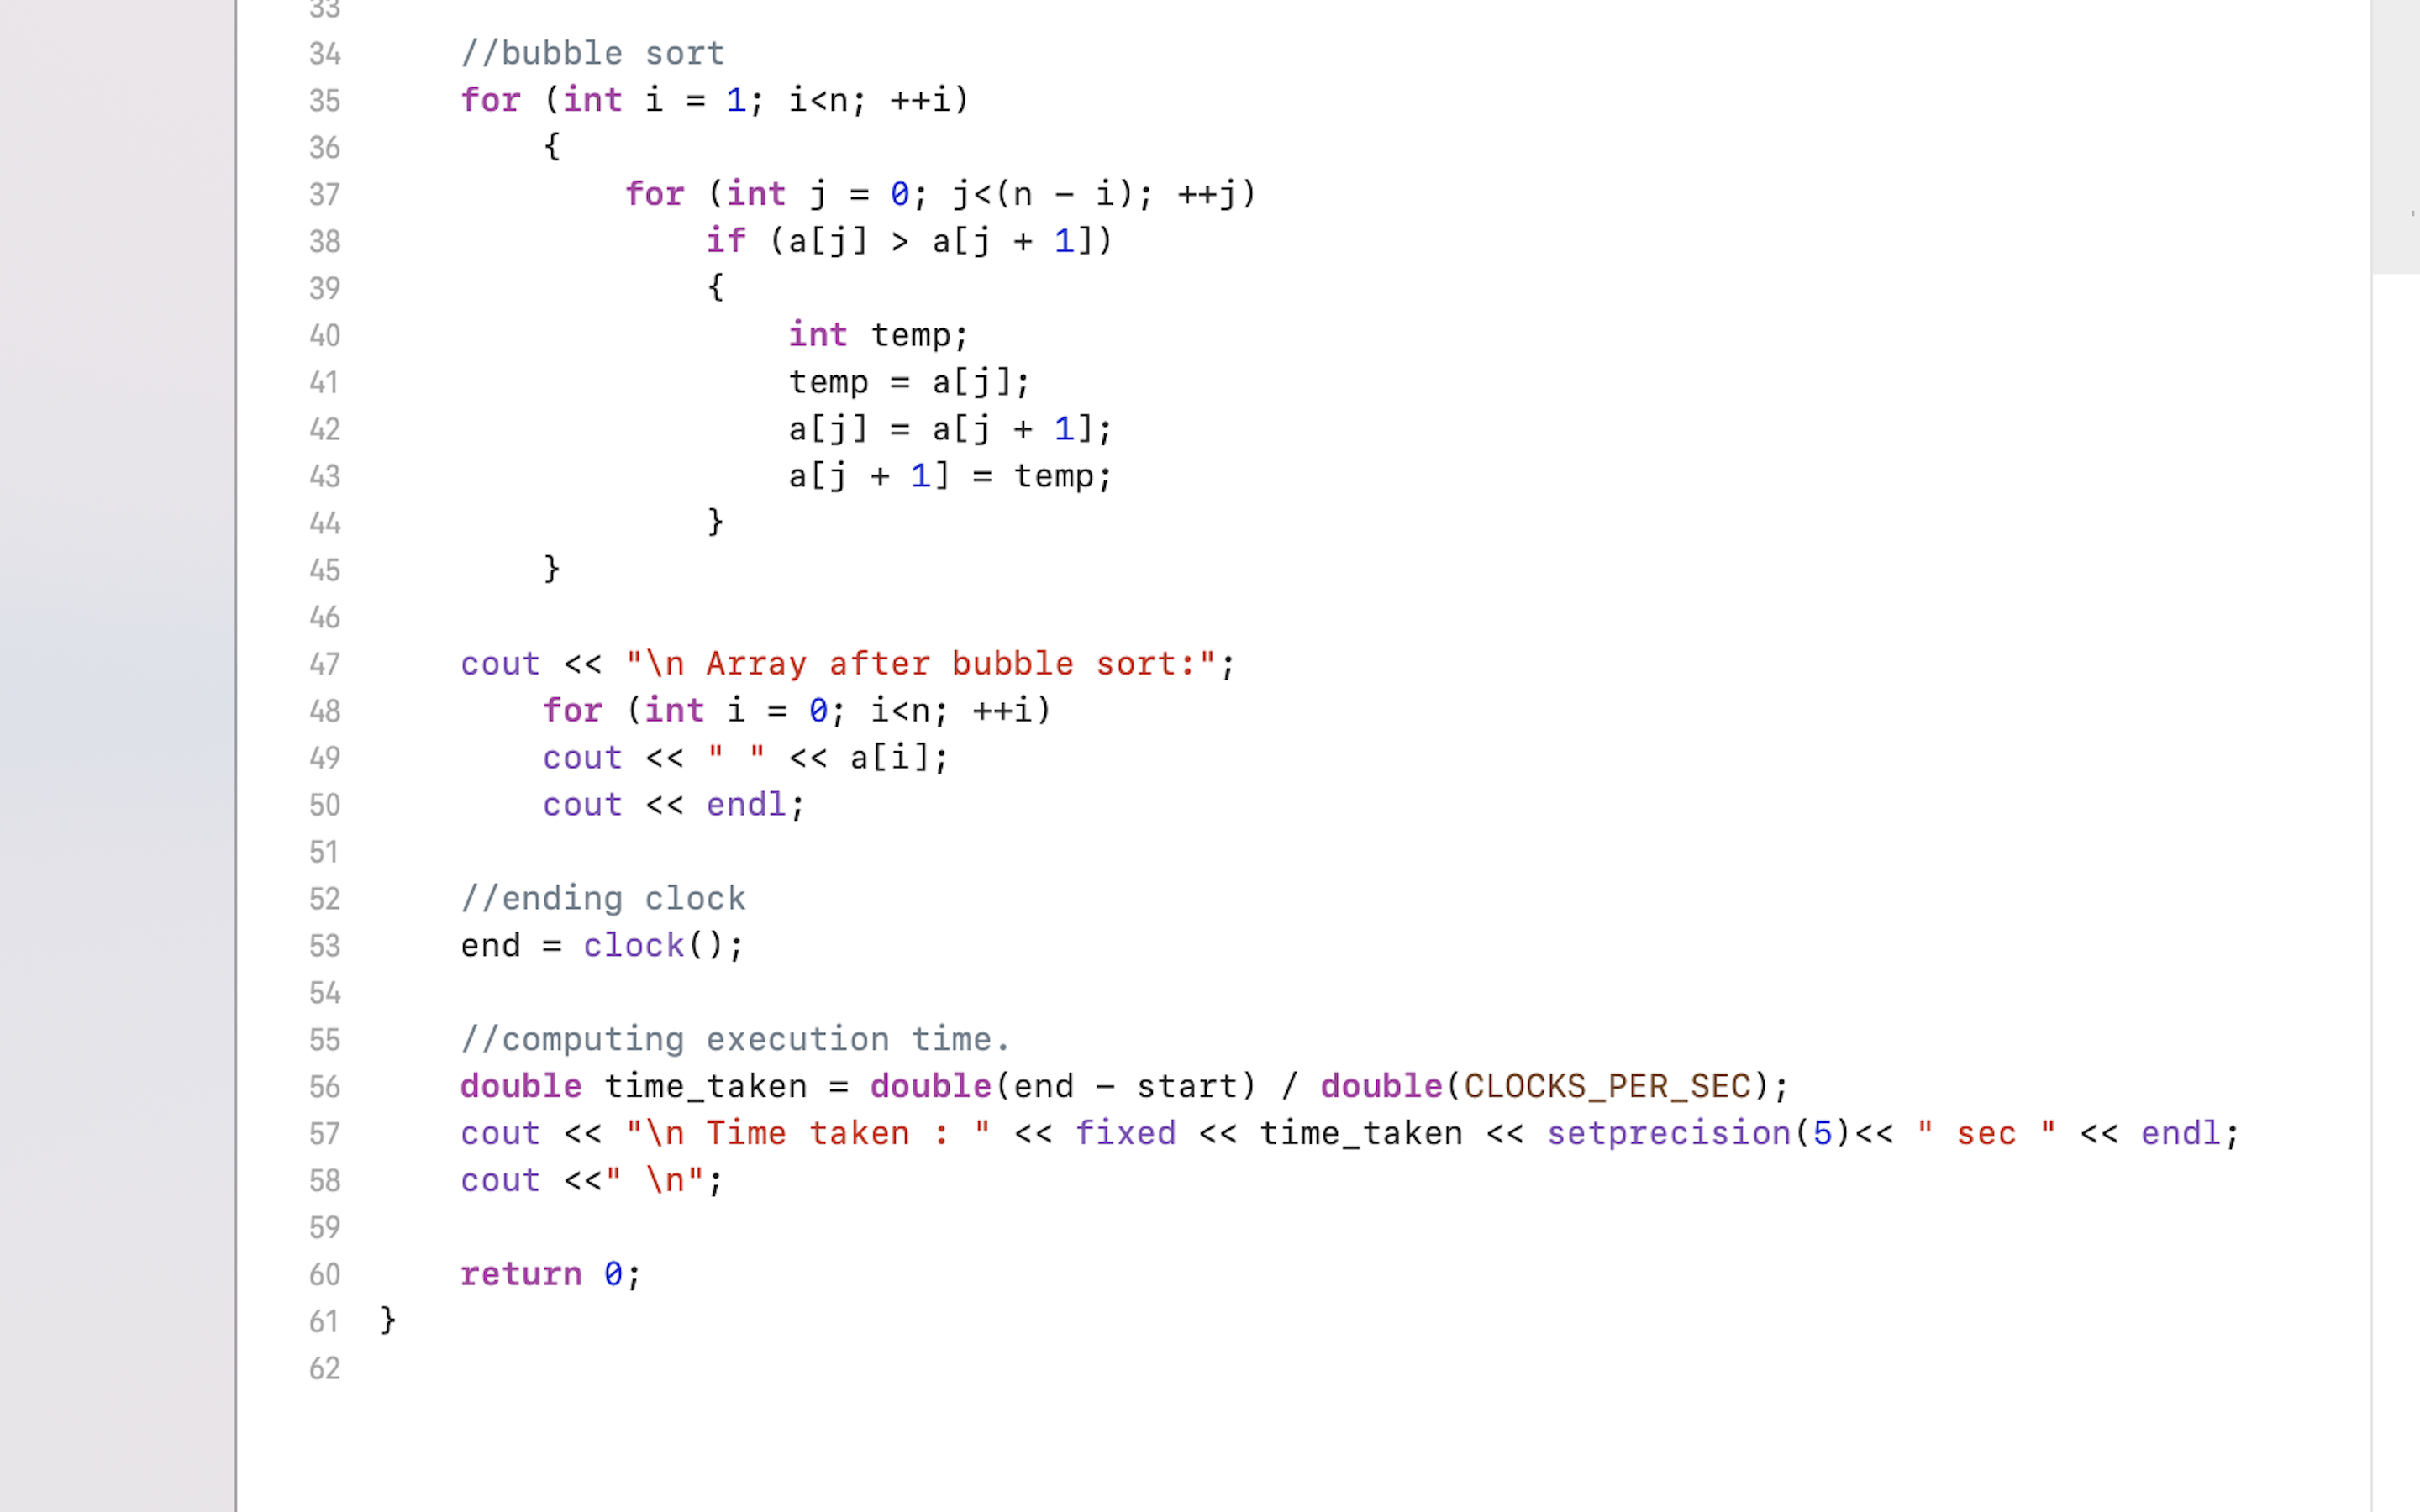 33
34 //bubble sort
35 for (int i = 1; i<n; ++i)
36 {
37 for (int j = 0; j<(n - i); ++j)
38 if (a[j] > a[j + 1])
39 {
40 int temp;
41 temp = a[j];
42 a[j] = a[j + 1];
43 a[j + 1] = temp;
44 }
45 }
46
47 cout << "\n Array after bubble sort:";
48 for (int i = 0; i<n; ++i)
49 cout << " " << a[i];
50 cout << endl;
51
52 //ending clock
53 end = clock();
54
55 //computing execution time.
56 double time_taken = double(end - start) / double(CLOCKS_PER_SEC);
57 cout << "\n Time taken : " << fixed << time_taken << setprecision(5)<< " sec " << endl;
58 cout <<" \n";
59
60 return 0;
61 }
62